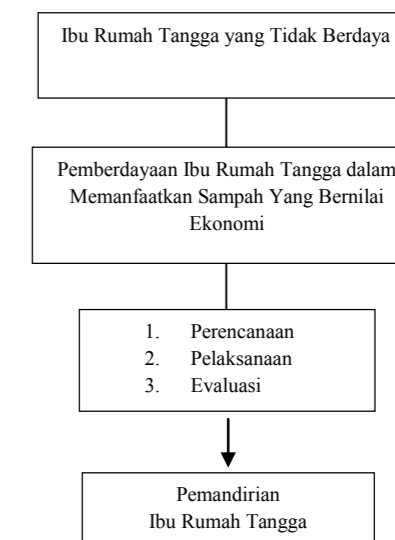 Ibu Rumah Tangga yang Tidak Berdaya
Pemberdayaan Ibu Rumah Tangga dalam
Memanfaatkan Sampah Yang Bernilai
Ekonomi
1. Perencanaan
2. Pelaksanaan
3. Evaluasi
Pemandirian
Ibu Rumah Tangga